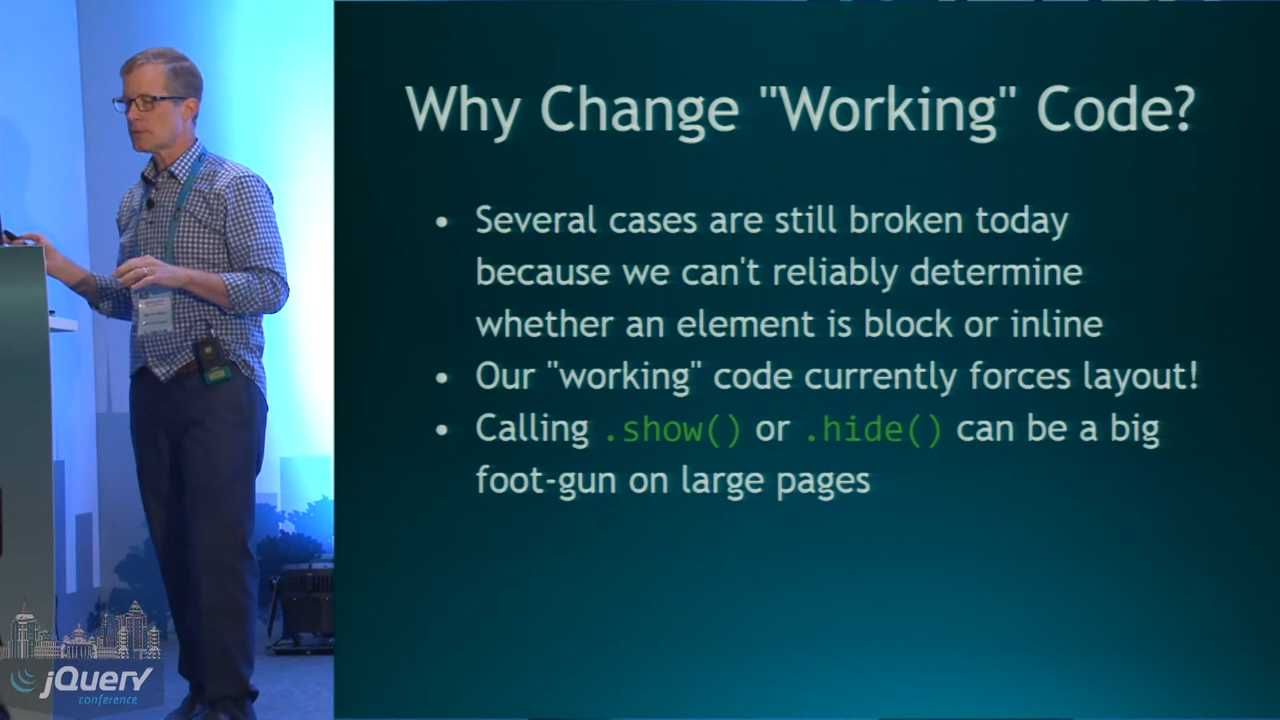 Why Change "Working" Code?
• Several cases are still broken today
because we can't reliably determine
whether an element is block or inline
• Our "working" code currently forces layout!
• Calling .show() or .hide() can be a big
foot-gun on large pages
jQuery
conference